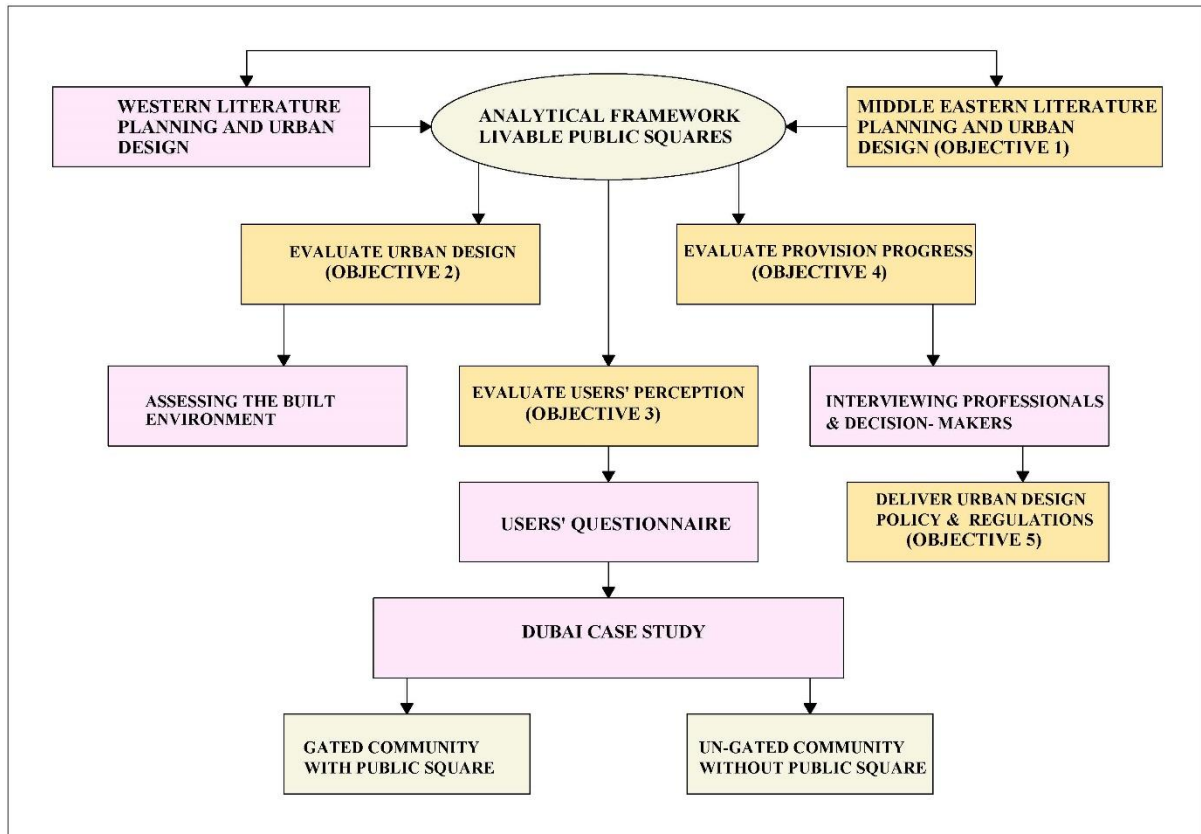 WESTERN LITERATURE
PLANNING AND URBAN
DESIGN
ANALYTICAL FRAMEWORK
LIVABLE PUBLIC SQUARES
MIDDLE EASTERN LITERATURE
PLANNING AND URBAN
DESIGN (OBJECTIVE 1)
EVALUATE URBAN DESIGN
(OBJECTIVE 2)
EVALUATE PROVISION PROGRESS
(OBJECTIVE 4)
ASSESSING THE BUILT
ENVIRONMENT
EVALUATE USERS' PERCEPTION
(OBJECTIVE 3)
INTERVIEWING PROFESSIONALS
& DECISION- MAKERS
USERS' QUESTIONNAIRE
DELIVER URBAN DESIGN
POLICY & REGULATIONS
(OBJECTIVE 5)
DUBAI CASE STUDY
GATED COMMUNITY
WITH PUBLIC SQUARE
UN-GATED COMMUNITY
WITHOUT PUBLIC SQUARE